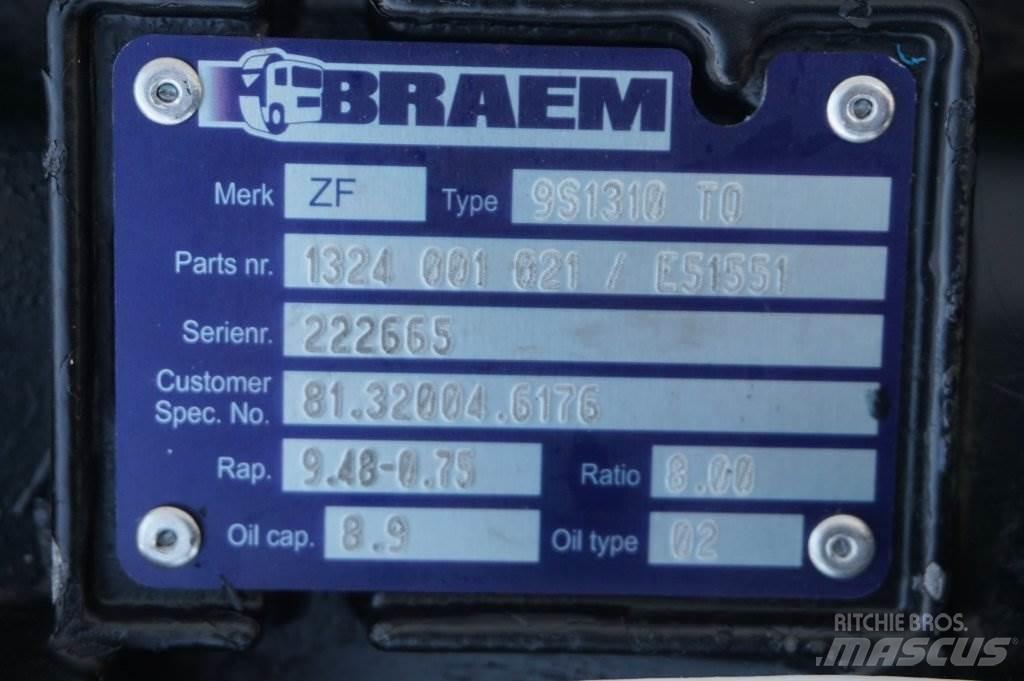 BRAEM
Merk ZF Type 9S1310 TO
Parts nr. 1324 001 021 / E51551
Serienr. 222665
Customer
Spec. No. 81.32004.6176
Rap. 9.48-0.75 Ratio 8.00
Oil cap. 8.9 Oil type 02
RITCHIE BROS.
MASCUS